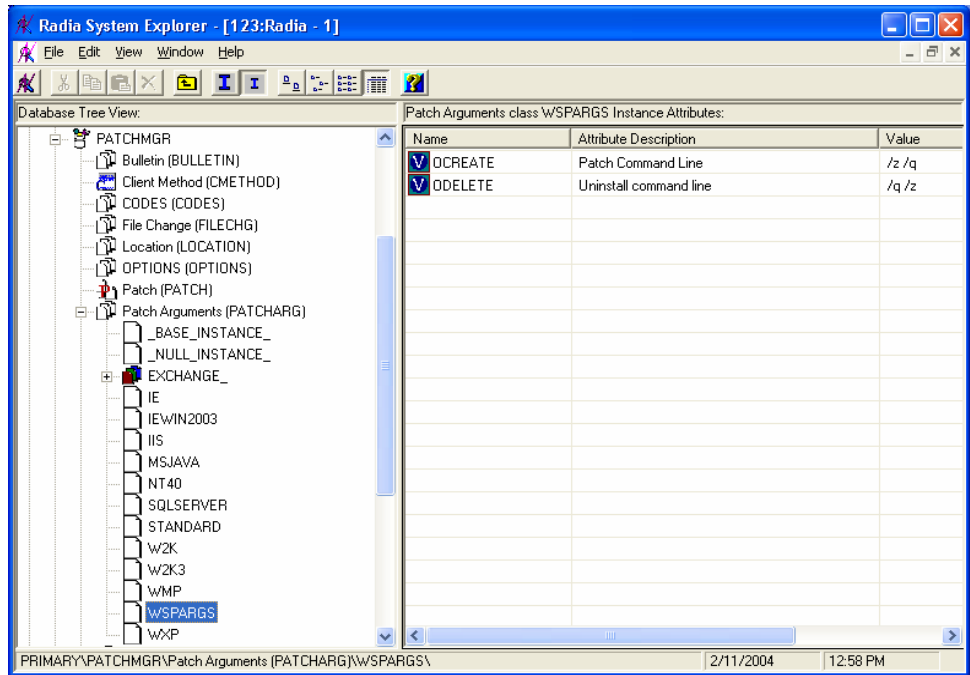 Radia System Explorer - [123:Radia - 1]
File Edit View Window Help
Database Tree View:
Patch Arguments class WSPARGS Instance Attributes:
PATCHMGR
Bulletin (BULLETIN)
Client Method (CMETHOD)
CODES (CODES)
File Change (FILECHG)
Location (LOCATION)
OPTIONS (OPTIONS)
Patch (PATCH)
Patch Arguments (PATCHARG)
_BASE_INSTANCE_
_NULL_INSTANCE_
EXCHANGE_
IE
IEWIN2003
IIS
MSJAVA
NT40
SQLSERVER
STANDARD
W2K
W2K3
WMP
WSPARGS
WXP
Name Attribute Description Value
OCREATE Patch Command Line /z /q
ODELETE Uninstall command line /q /z
PRIMARY\PATCHMGR\Patch Arguments (PATCHARG)\WSPARGS\ 2/11/2004 12:58 PM